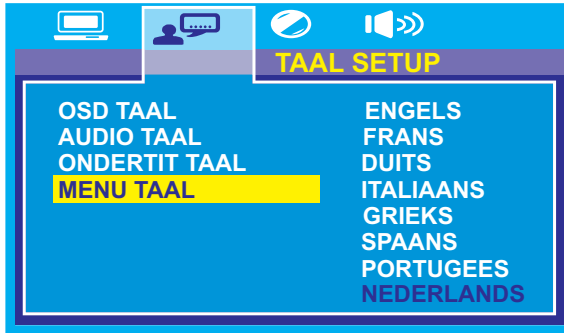 TAAL SETUP
OSD TAAL
AUDIO TAAL
ONDERTIT TAAL
MENU TAAL
ENGELS
FRANS
DUITS
ITALIAANS
GRIEKS
SPAANS
PORTUGEES
NEDERLANDS